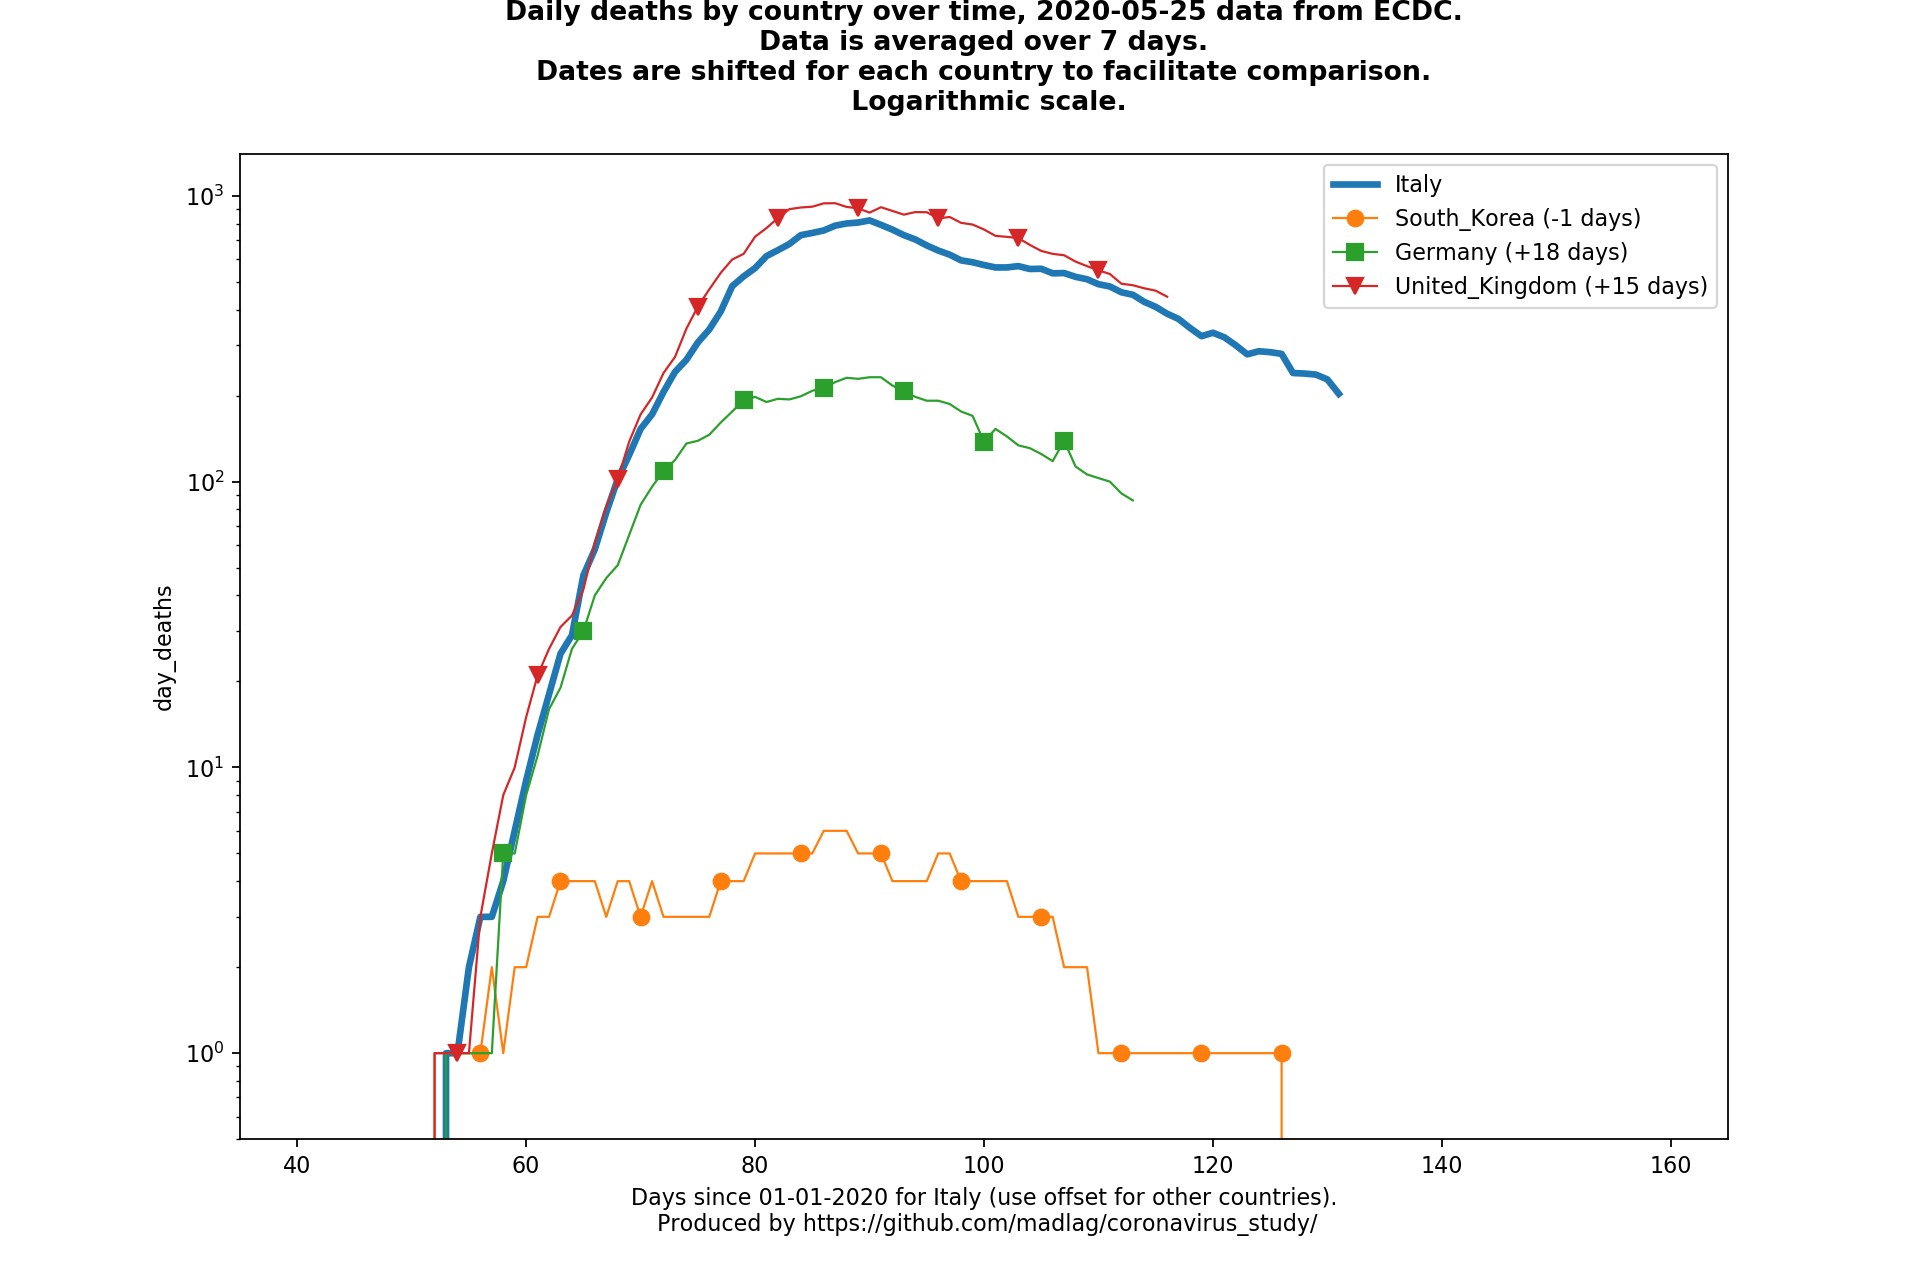 Daily deaths by country over time, 2020-05-25 data from ECDC.
Data is averaged over 7 days.
Dates are shifted for each country to facilitate comparison.
Logarithmic scale.
Italy
South_Korea (-1 days)
Germany (+18 days)
United_Kingdom (+15 days)
10³
10²
10¹
10⁰
day_deaths
40 60 80 100 120 140 160
Days since 01-01-2020 for Italy (use offset for other countries).
Produced by https://github.com/madlag/coronavirus_study/